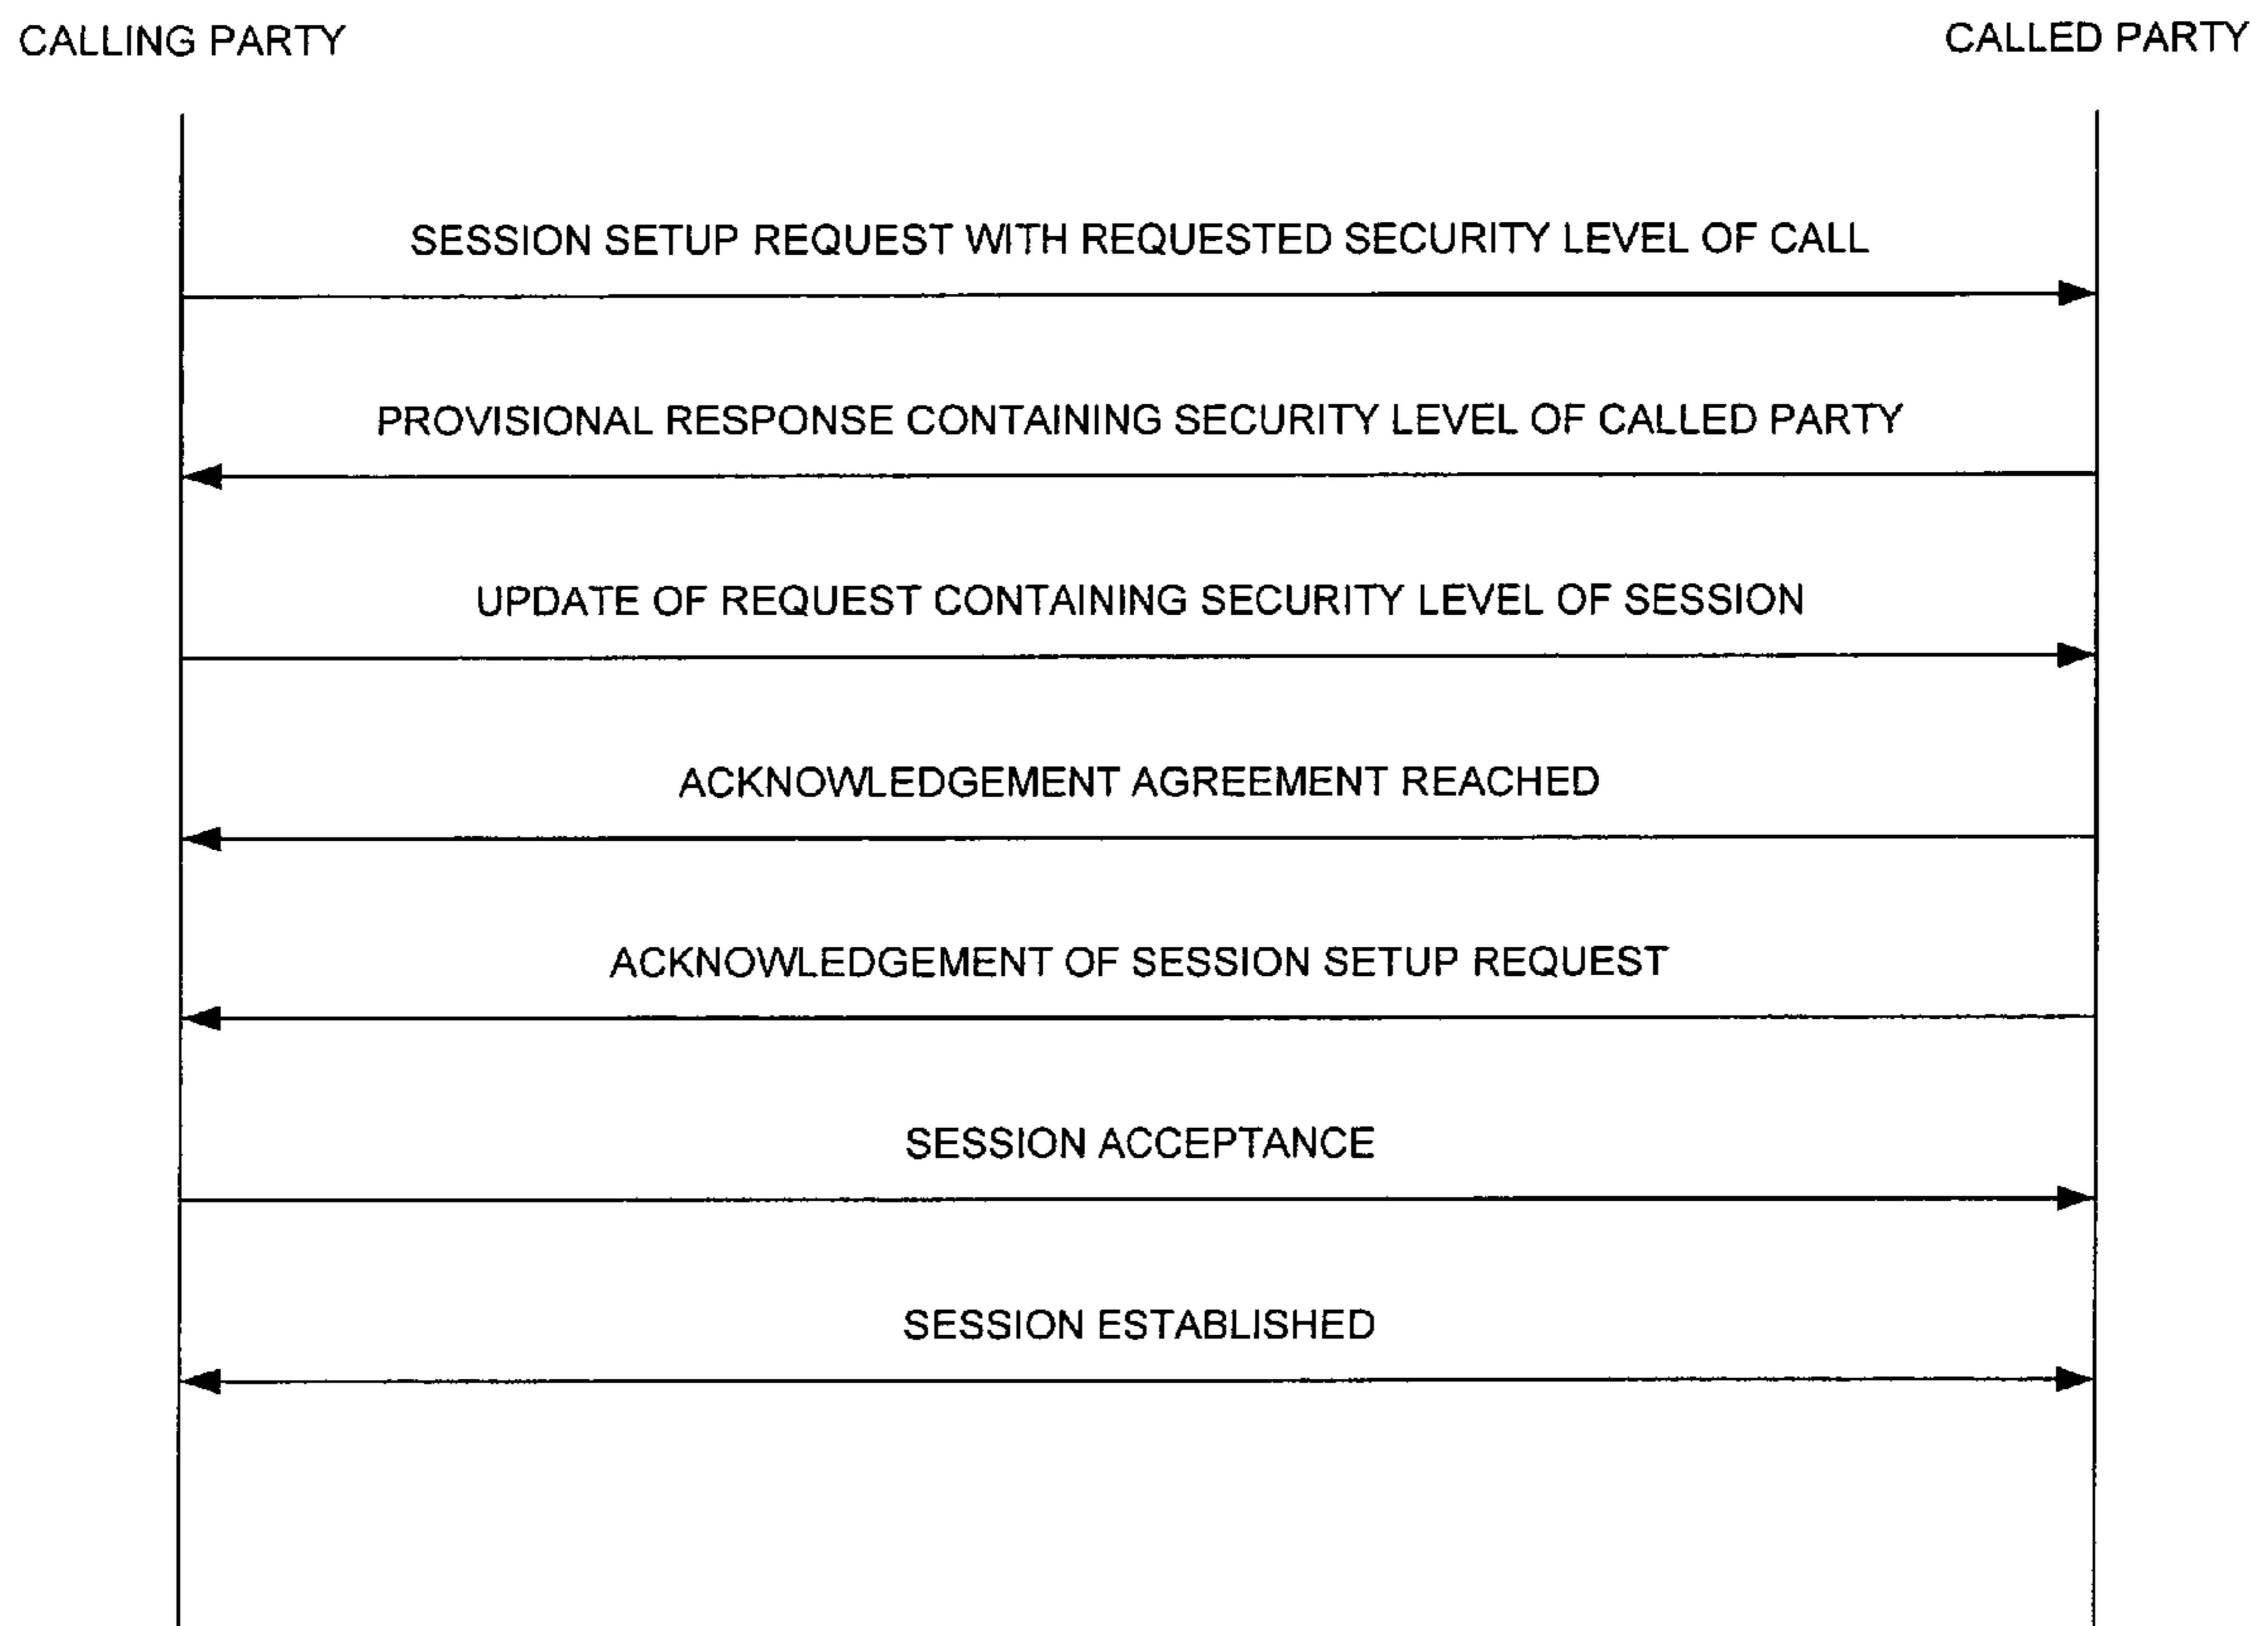 CALLING PARTY
CALLED PARTY
SESSION SETUP REQUEST WITH REQUESTED SECURITY LEVEL OF CALL
PROVISIONAL RESPONSE CONTAINING SECURITY LEVEL OF CALLED PARTY
UPDATE OF REQUEST CONTAINING SECURITY LEVEL OF SESSION
ACKNOWLEDGEMENT AGREEMENT REACHED
ACKNOWLEDGEMENT OF SESSION SETUP REQUEST
SESSION ACCEPTANCE
SESSION ESTABLISHED